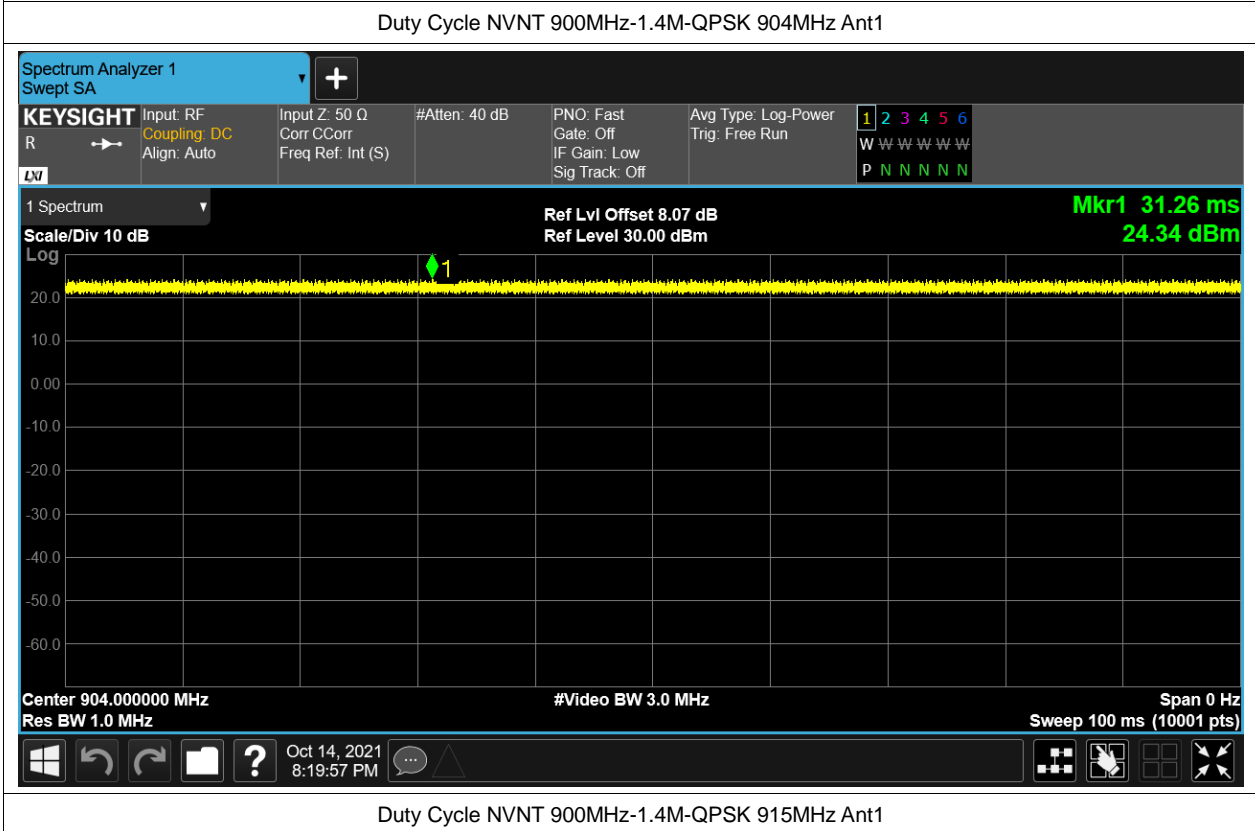 Duty Cycle NVNT 900MHz-1.4M-QPSK 904MHz Ant1
Spectrum Analyzer 1
Swept SA
KEYSIGHT
R
LXI
Input: RF
Coupling: DC
Align: Auto
Input Z: 50 Ω
Corr CCorr
Freq Ref: Int (S)
#Atten: 40 dB
PNO: Fast
Gate: Off
IF Gain: Low
Sig Track: Off
Avg Type: Log-Power
Trig: Free Run
1 2 3 4 5 6
W W W W W W
P N N N N N
1 Spectrum
Scale/Div 10 dB
Ref Lvl Offset 8.07 dB
Ref Level 30.00 dBm
Mkr1 31.26 ms
24.34 dBm
Log
1
20.0
10.0
0.00
-10.0
-20.0
-30.0
-40.0
-50.0
-60.0
Center 904.000000 MHz
#Video BW 3.0 MHz
Span 0 Hz
Res BW 1.0 MHz
Sweep 100 ms (10001 pts)
?
Oct 14, 2021
8:19:57 PM
Duty Cycle NVNT 900MHz-1.4M-QPSK 915MHz Ant1